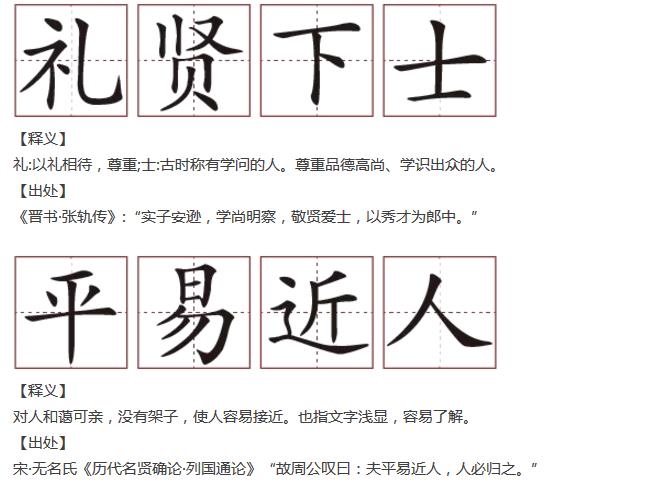 礼贤下士
【释义】
礼:以礼相待，尊重;士:古时称有学问的人。尊重品德高尚、学识出众的人。
【出处】
《晋书·张轨传》：“实子安逊，学尚明察，敬贤爱士，以秀才为郎中。”
平易近人
【释义】
对人和蔼可亲，没有架子，使人容易接近。也指文字浅显，容易了解。
【出处】
宋·无名氏《历代名贤确论·列国通论》“故周公叹曰：夫平易近人，人必归之。”